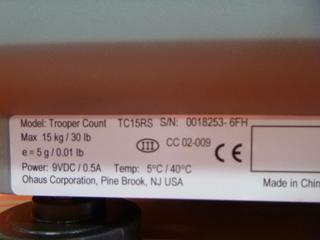 Model: Trooper Count TC15RS S/N: 0018253-6FH
Max 15 kg / 30 lb
III CC 02-009 CE
e = 5 g / 0.01 lb
Power: 9VDC / 0.5A Temp: 5°C / 40°C
Ohaus Corporation, Pine Brook, NJ USA
Made in China